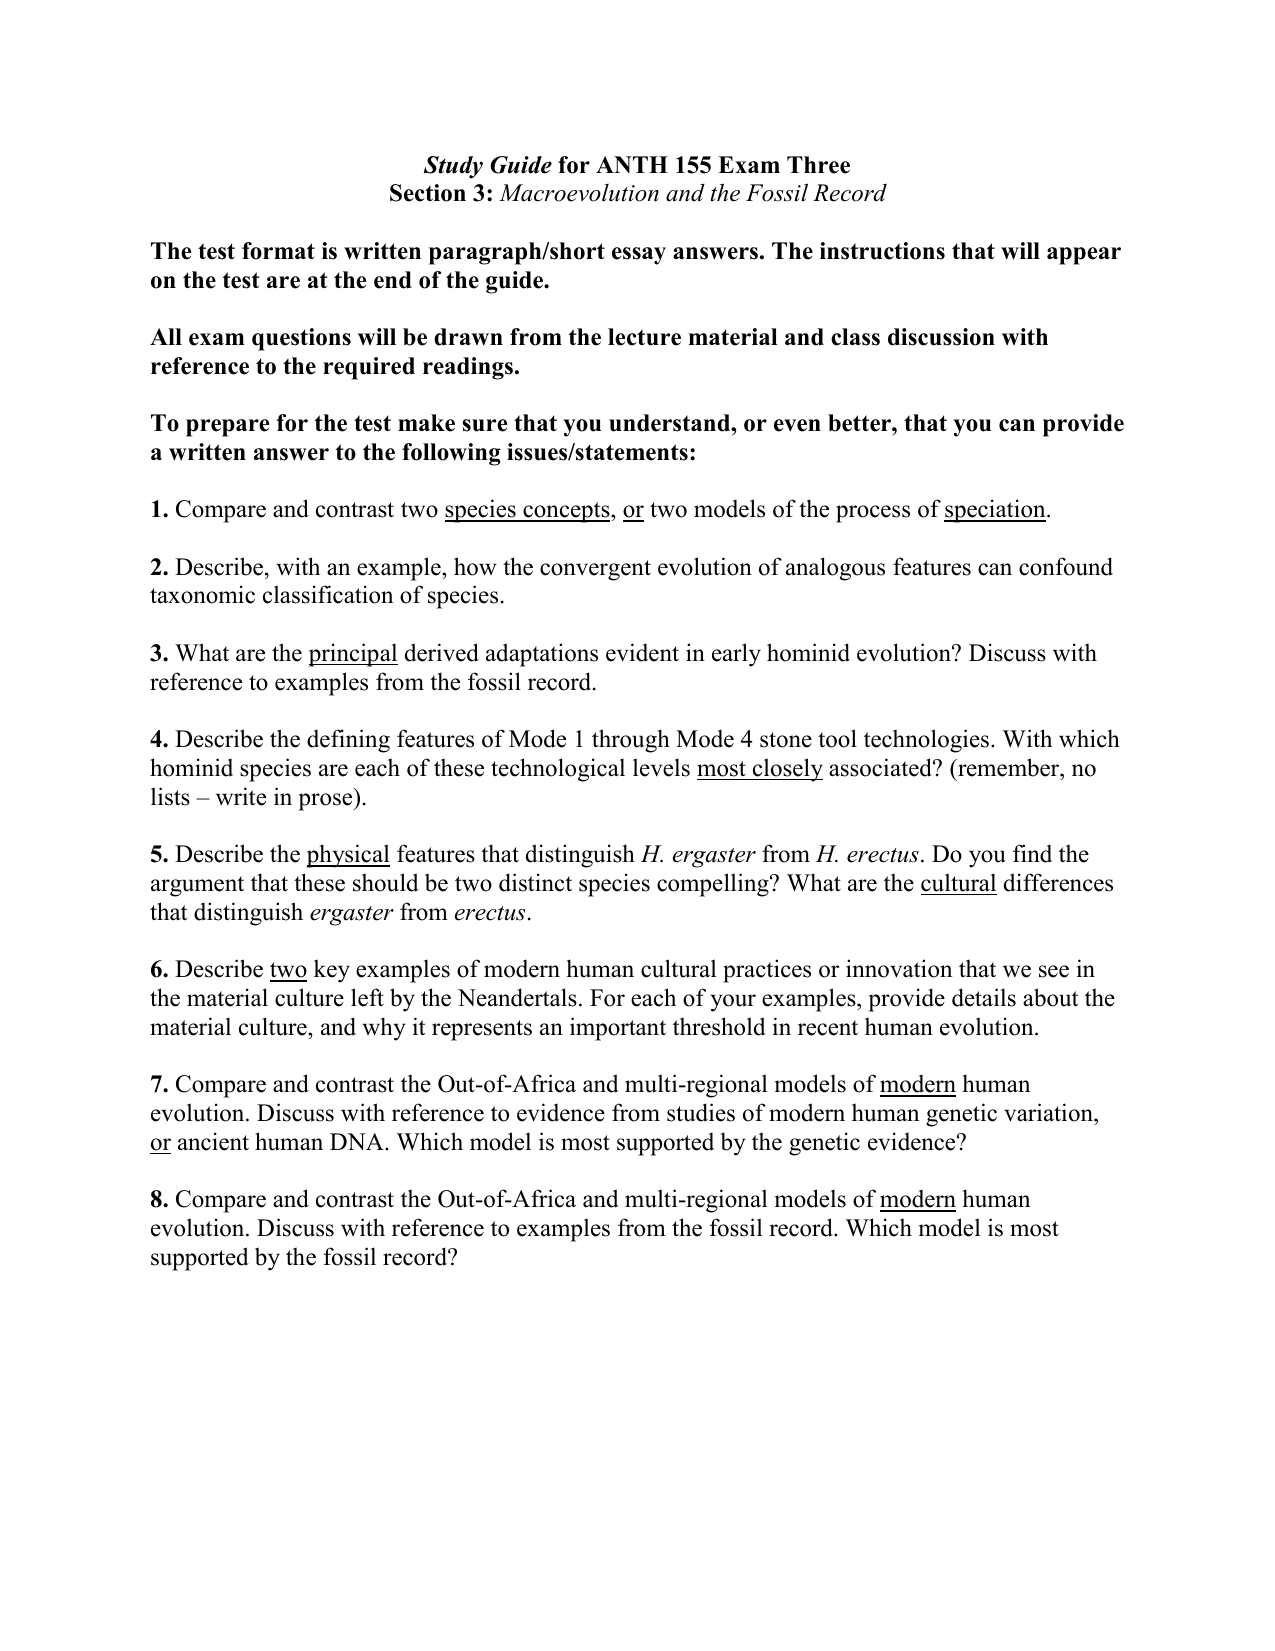 Study Guide for ANTH 155 Exam Three
Section 3: Macroevolution and the Fossil Record
The test format is written paragraph/short essay answers. The instructions that will appear
on the test are at the end of the guide.
All exam questions will be drawn from the lecture material and class discussion with
reference to the required readings.
To prepare for the test make sure that you understand, or even better, that you can provide
a written answer to the following issues/statements:
1. Compare and contrast two species concepts, or two models of the process of speciation.
2. Describe, with an example, how the convergent evolution of analogous features can confound
taxonomic classification of species.
3. What are the principal derived adaptations evident in early hominid evolution? Discuss with
reference to examples from the fossil record.
4. Describe the defining features of Mode 1 through Mode 4 stone tool technologies. With which
hominid species are each of these technological levels most closely associated? (remember, no
lists – write in prose).
5. Describe the physical features that distinguish H. ergaster from H. erectus. Do you find the
argument that these should be two distinct species compelling? What are the cultural differences
that distinguish ergaster from erectus.
6. Describe two key examples of modern human cultural practices or innovation that we see in
the material culture left by the Neandertals. For each of your examples, provide details about the
material culture, and why it represents an important threshold in recent human evolution.
7. Compare and contrast the Out-of-Africa and multi-regional models of modern human
evolution. Discuss with reference to evidence from studies of modern human genetic variation,
or ancient human DNA. Which model is most supported by the genetic evidence?
8. Compare and contrast the Out-of-Africa and multi-regional models of modern human
evolution. Discuss with reference to examples from the fossil record. Which model is most
supported by the fossil record?